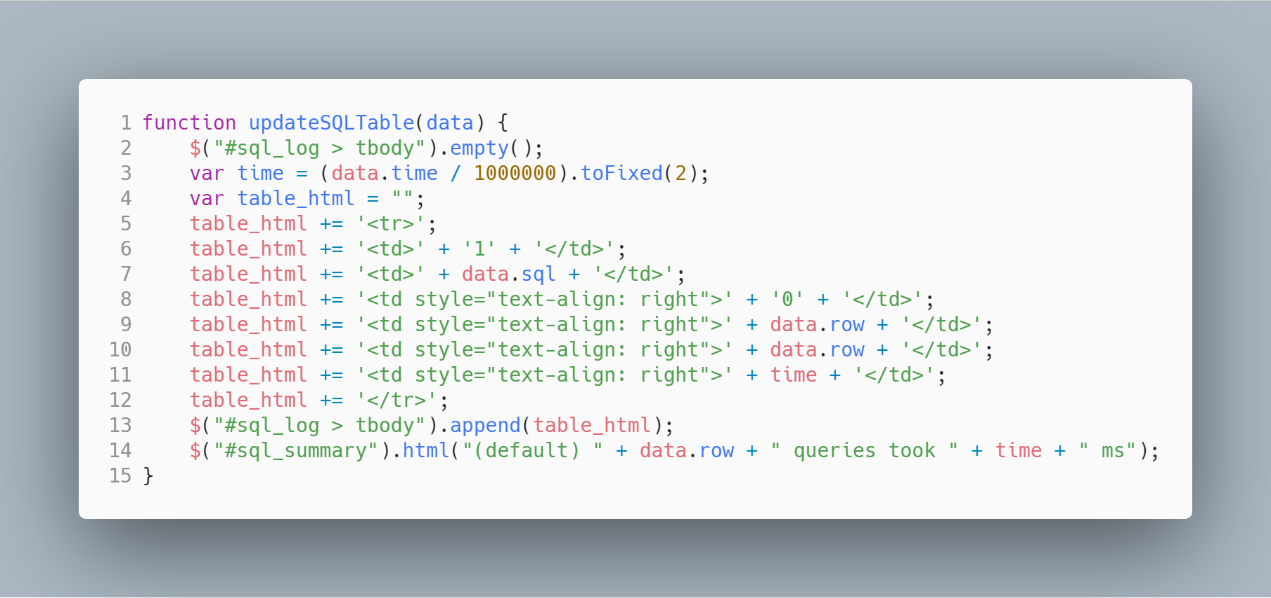 1 function updateSQLTable(data) {
2     $("#sql_log > tbody").empty();
3     var time = (data.time / 1000000).toFixed(2);
4     var table_html = "";
5     table_html += '<tr>';
6     table_html += '<td>' + '1' + '</td>';
7     table_html += '<td>' + data.sql + '</td>';
8     table_html += '<td style="text-align: right">' + '0' + '</td>';
9     table_html += '<td style="text-align: right">' + data.row + '</td>';
10     table_html += '<td style="text-align: right">' + data.row + '</td>';
11     table_html += '<td style="text-align: right">' + time + '</td>';
12     table_html += '</tr>';
13     $("#sql_log > tbody").append(table_html);
14     $("#sql_summary").html("(default) " + data.row + " queries took " + time + " ms");
15 }